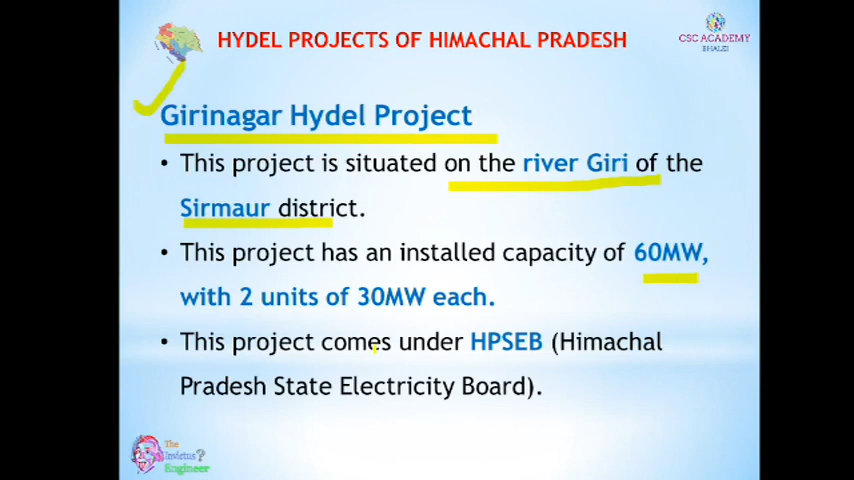 HYDEL PROJECTS OF HIMACHAL PRADESH
CSC ACADEMY
BHALEI
Girinagar Hydel Project
• This project is situated on the river Giri of the
Sirmaur district.
• This project has an installed capacity of 60MW,
with 2 units of 30MW each.
• This project comes under HPSEB (Himachal
Pradesh State Electricity Board).
The
Invictus?
Engineer